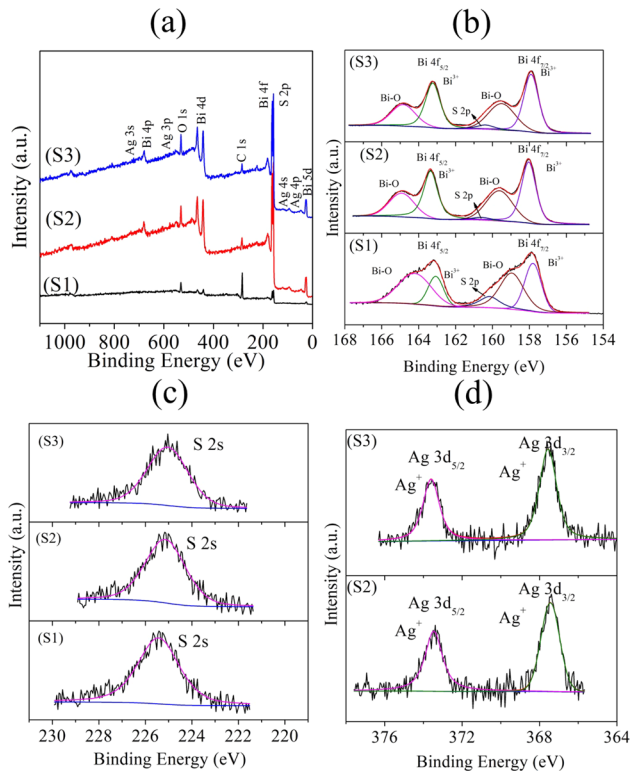 (a)
(S3)
(S2)
(S1)
Ag 3s
Bi 4p
Ag 3p
O 1s
Bi 4d
C 1s
Bi 4f
S 2p
Ag 4s
Ag 4p
Bi 5d
Intensity (a.u.)
1000 800 600 400 200 0
Binding Energy (eV)
(b)
(S3)
Bi-O
Bi 4f5/2
Bi3+
S 2p
Bi-O
Bi 4f7/2
Bi3+
(S2)
Bi-O
Bi 4f5/2
Bi3+
S 2p
Bi-O
Bi 4f7/2
Bi3+
(S1)
Bi-O
Bi 4f5/2
Bi3+
S 2p
Bi-O
Bi 4f7/2
Bi3+
Intensity (a.u.)
168 166 164 162 160 158 156 154
Binding Energy (eV)
(c)
(S3)
S 2s
(S2)
S 2s
(S1)
S 2s
Intensity (a.u.)
230 228 226 224 222 220
Binding Energy (eV)
(d)
(S3)
Ag 3d5/2
Ag+
Ag 3d3/2
Ag+
(S2)
Ag 3d5/2
Ag+
Ag 3d3/2
Ag+
Intensity (a.u.)
376 372 368 364
Binding Energy (eV)